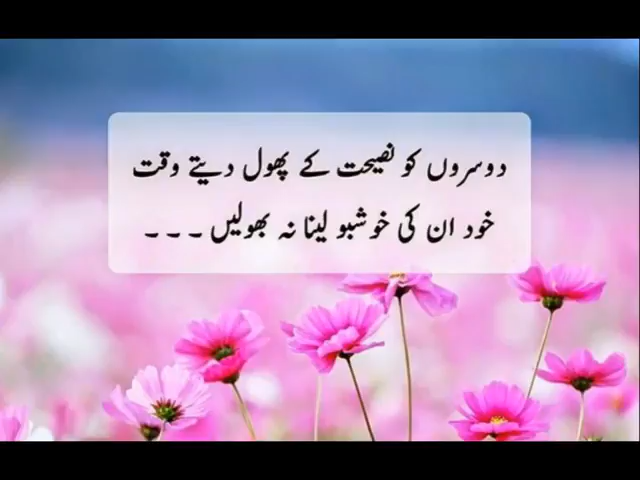 دوسروں کو نصیحت کے پھول دیتے وقت
خود ان کی خوشبو لینا نہ بھولیں ۔ ۔ ۔